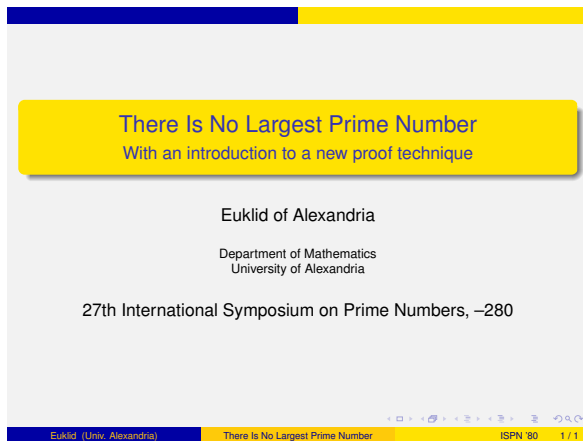 There Is No Largest Prime Number
With an introduction to a new proof technique
Euklid of Alexandria
Department of Mathematics
University of Alexandria
27th International Symposium on Prime Numbers, –280
Euklid (Univ. Alexandria) There Is No Largest Prime Number ISPN ’80 1 / 1